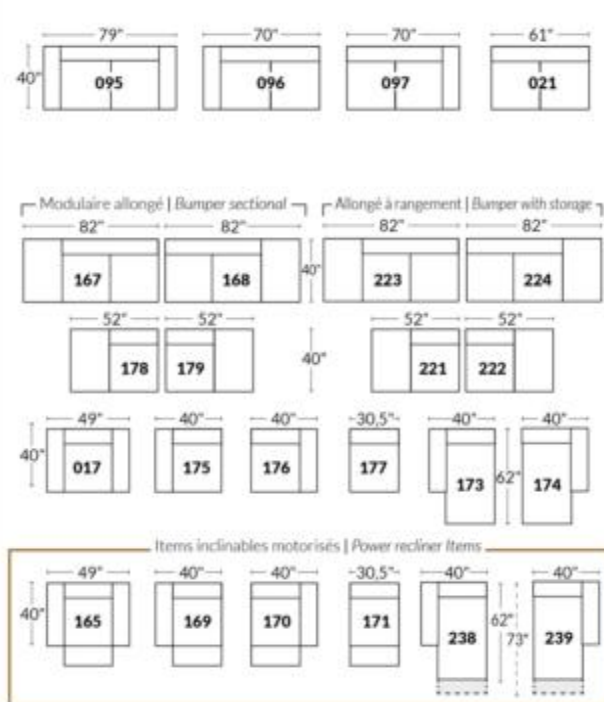 79" 70" 70" 61"
40" 095 096 097 021
Modulaire allongé | Bumper sectional Allongé à rangement | Bumper with storage
82" 82" 82" 82"
167 168 40" 223 224
52" 52" 52" 52"
178 179 40" 221 222
49" 40" 40" 30,5" 40" 40"
40" 017 175 176 177 173 62" 174
Items inclinables motorisés | Power recliner Items
49" 40" 40" 30,5" 40" 40"
40" 165 169 170 171 238 62" 73" 239